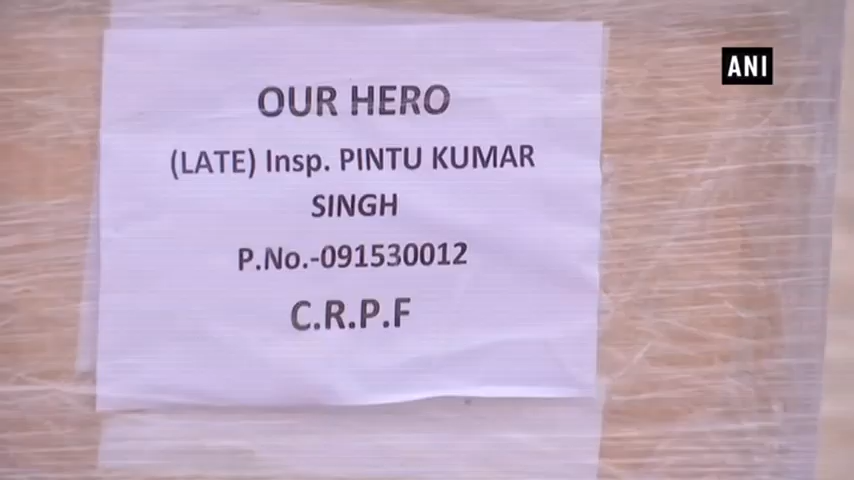 ANI
OUR HERO
(LATE) Insp. PINTU KUMAR
SINGH
P.No.-091530012
C.R.P.F